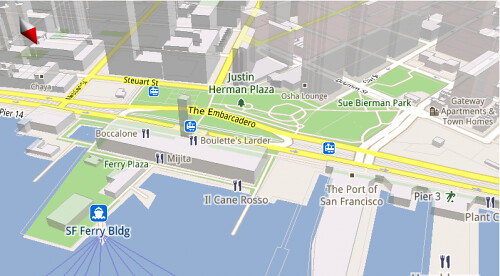 Chaya
Steuart St
Justin
Herman Plaza
Osha Lounge
Sue Bierman Park
Gateway
Apartments &
Town Homes
Pier 14
The Embarcadero
Boccalone
Boulette's Larder
Ferry Plaza
Mijita
Il Cane Rosso
The Port of
San Francisco
Pier 3
Plant C
SF Ferry Bldg